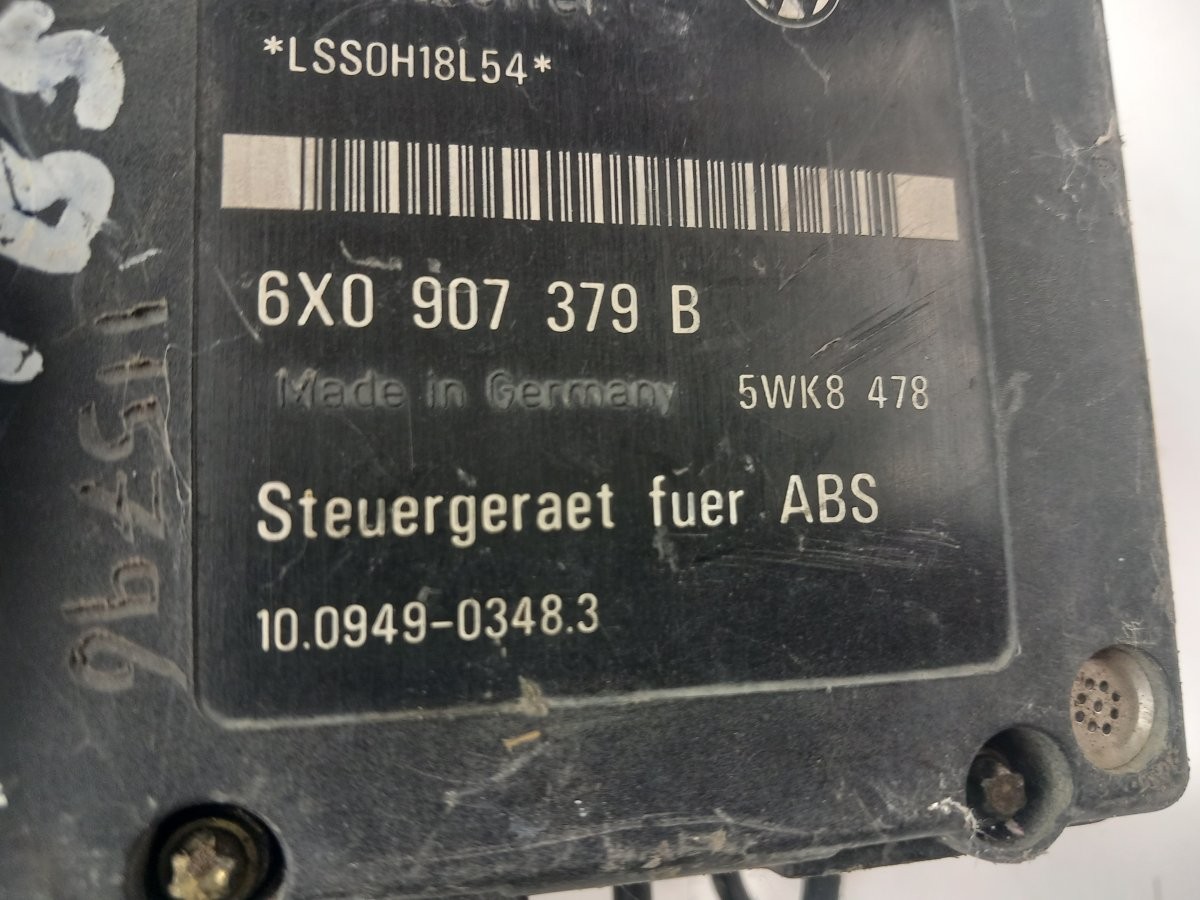 *LSS0H18L54*
6X0 907 379 B
Made in Germany 5WK8 478
Steuergeraet fuer ABS
10.0949-0348.3